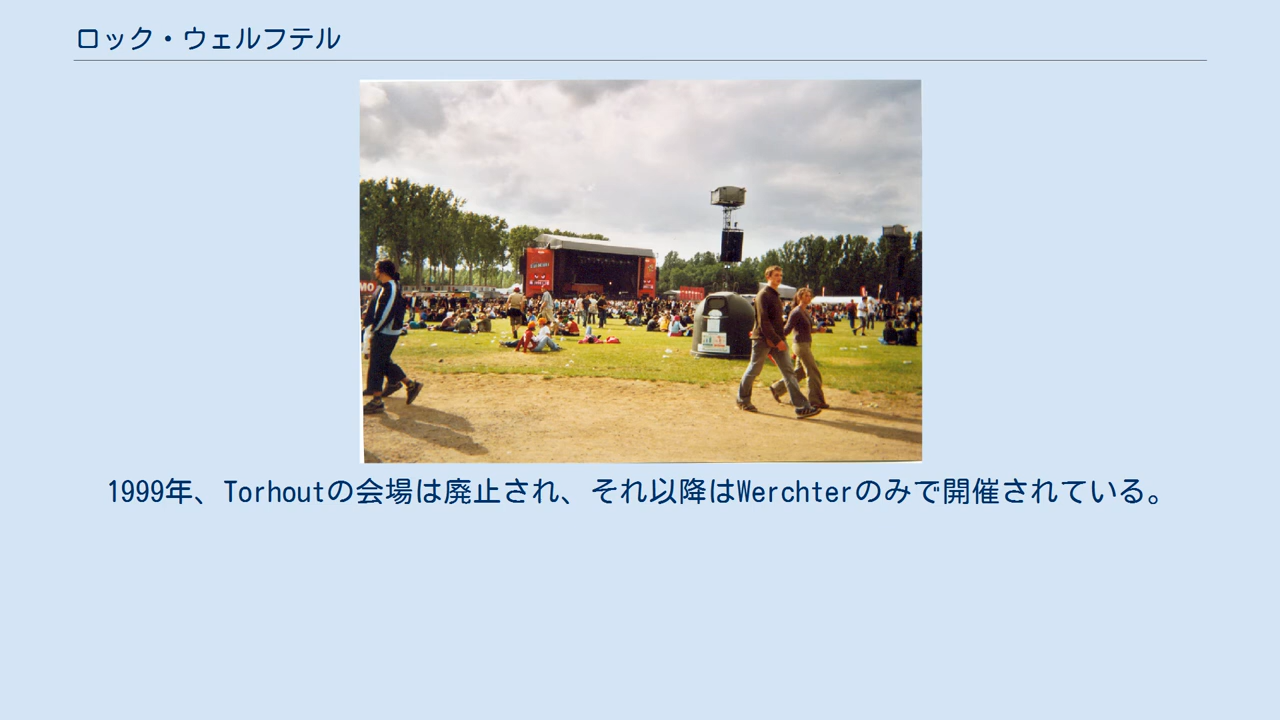 ロック・ウェルフテル
MO
1999年、Torhoutの会場は廃止され、それ以降はWerchterのみで開催されている。